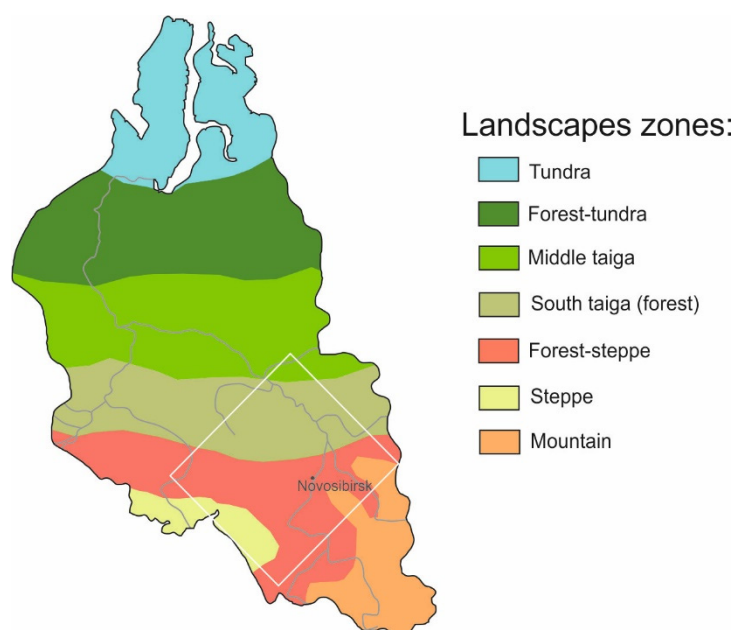 Landscapes zones:
Tundra
Forest-tundra
Middle taiga
South taiga (forest)
Forest-steppe
Steppe
Mountain
Novosibirsk